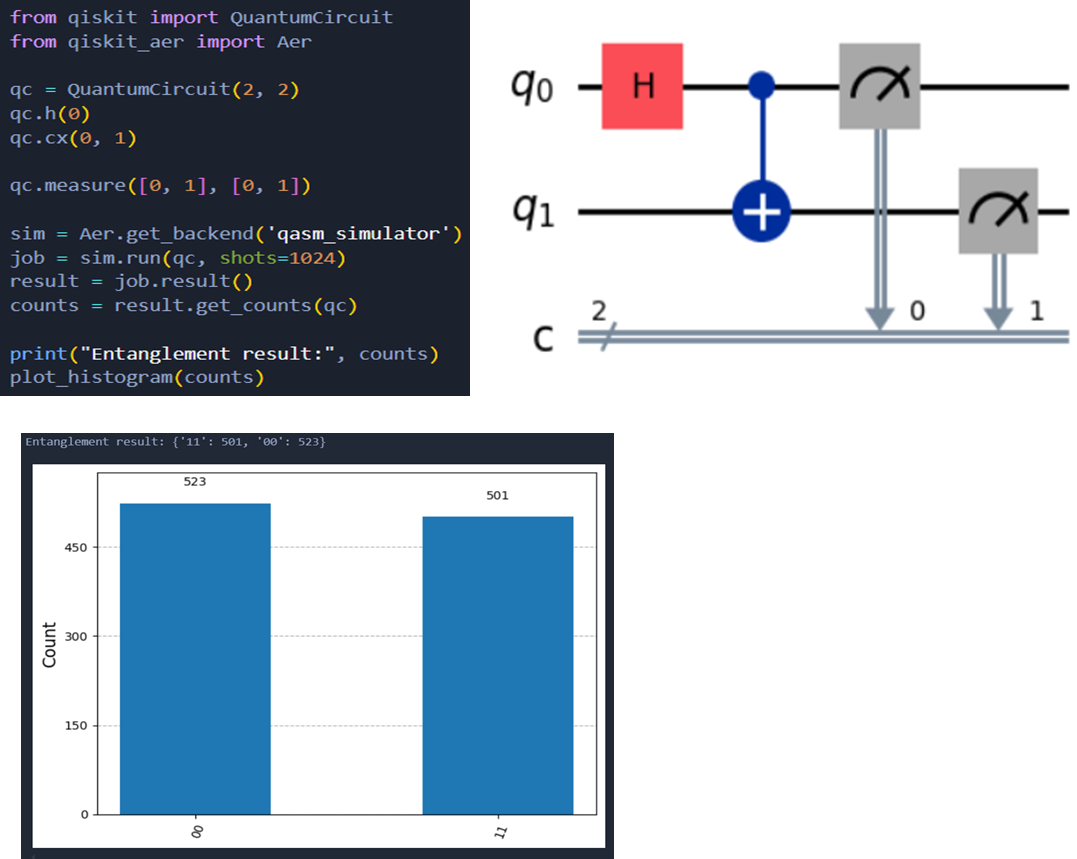 from qiskit import QuantumCircuit
from qiskit_aer import Aer
qc = QuantumCircuit(2, 2)
qc.h(0)
qc.cx(0, 1)
qc.measure([0, 1], [0, 1])
sim = Aer.get_backend('qasm_simulator')
job = sim.run(qc, shots=1024)
result = job.result()
counts = result.get_counts(qc)
print("Entanglement result:", counts)
plot_histogram(counts)
q0
H
q1
2
0
1
c
Entanglement result: {'11': 501, '00': 523}
523
501
450
300
150
0
Count
00
11